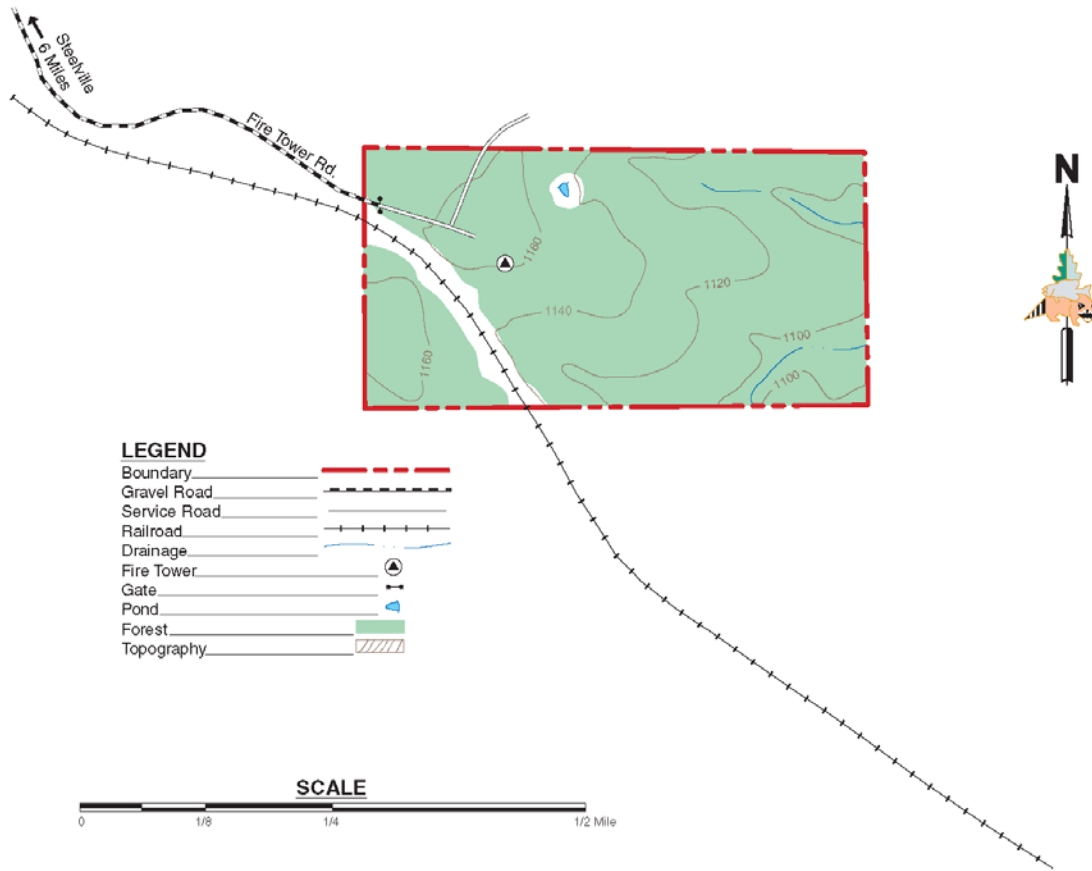 Steelville
6 Miles
Fire Tower Rd.
N
1160
1120
1140
1100
1160
1100
LEGEND
Boundary
Gravel Road
Service Road
Railroad
Drainage
Fire Tower
Gate
Pond
Forest
Topography
SCALE
0 1/8 1/4 1/2 Mile